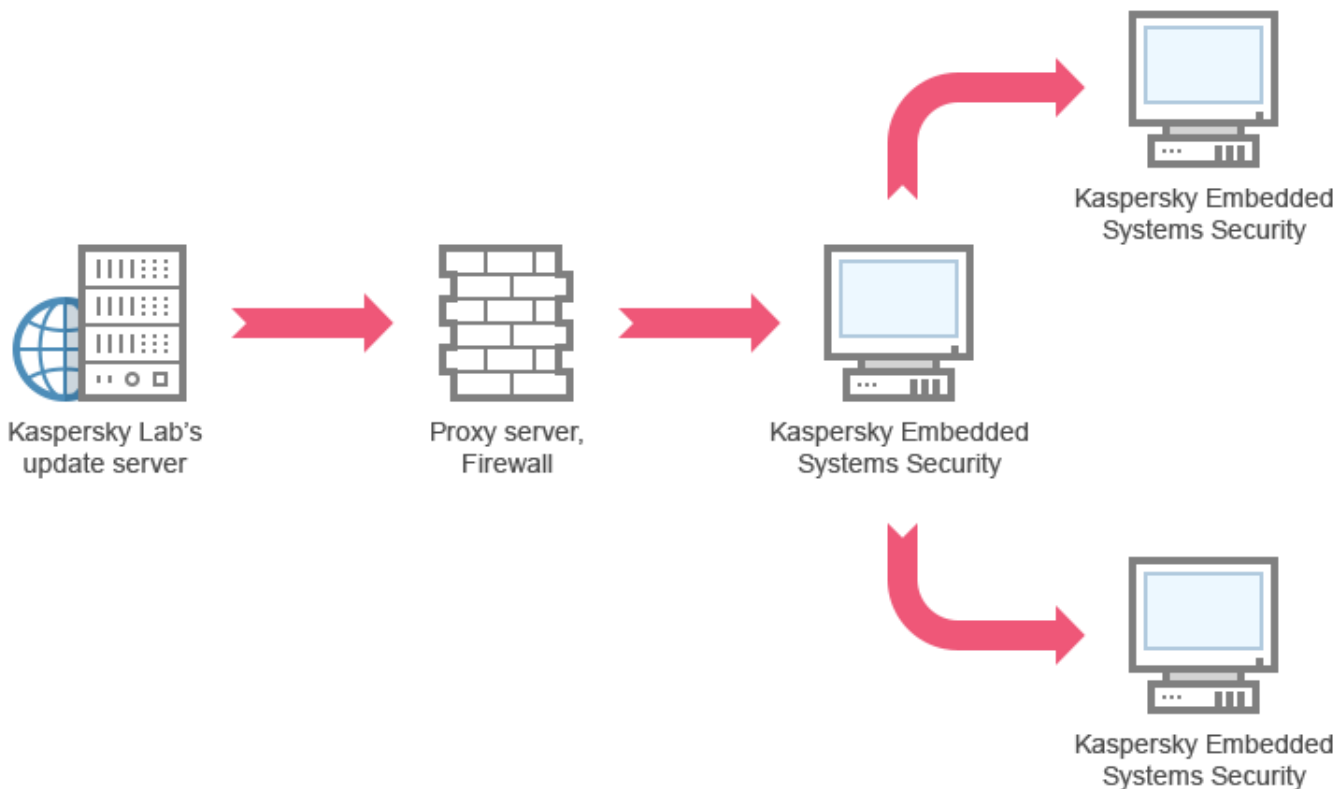 Kaspersky Embedded
Systems Security
Kaspersky Lab's
update server
Proxy server,
Firewall
Kaspersky Embedded
Systems Security
Kaspersky Embedded
Systems Security